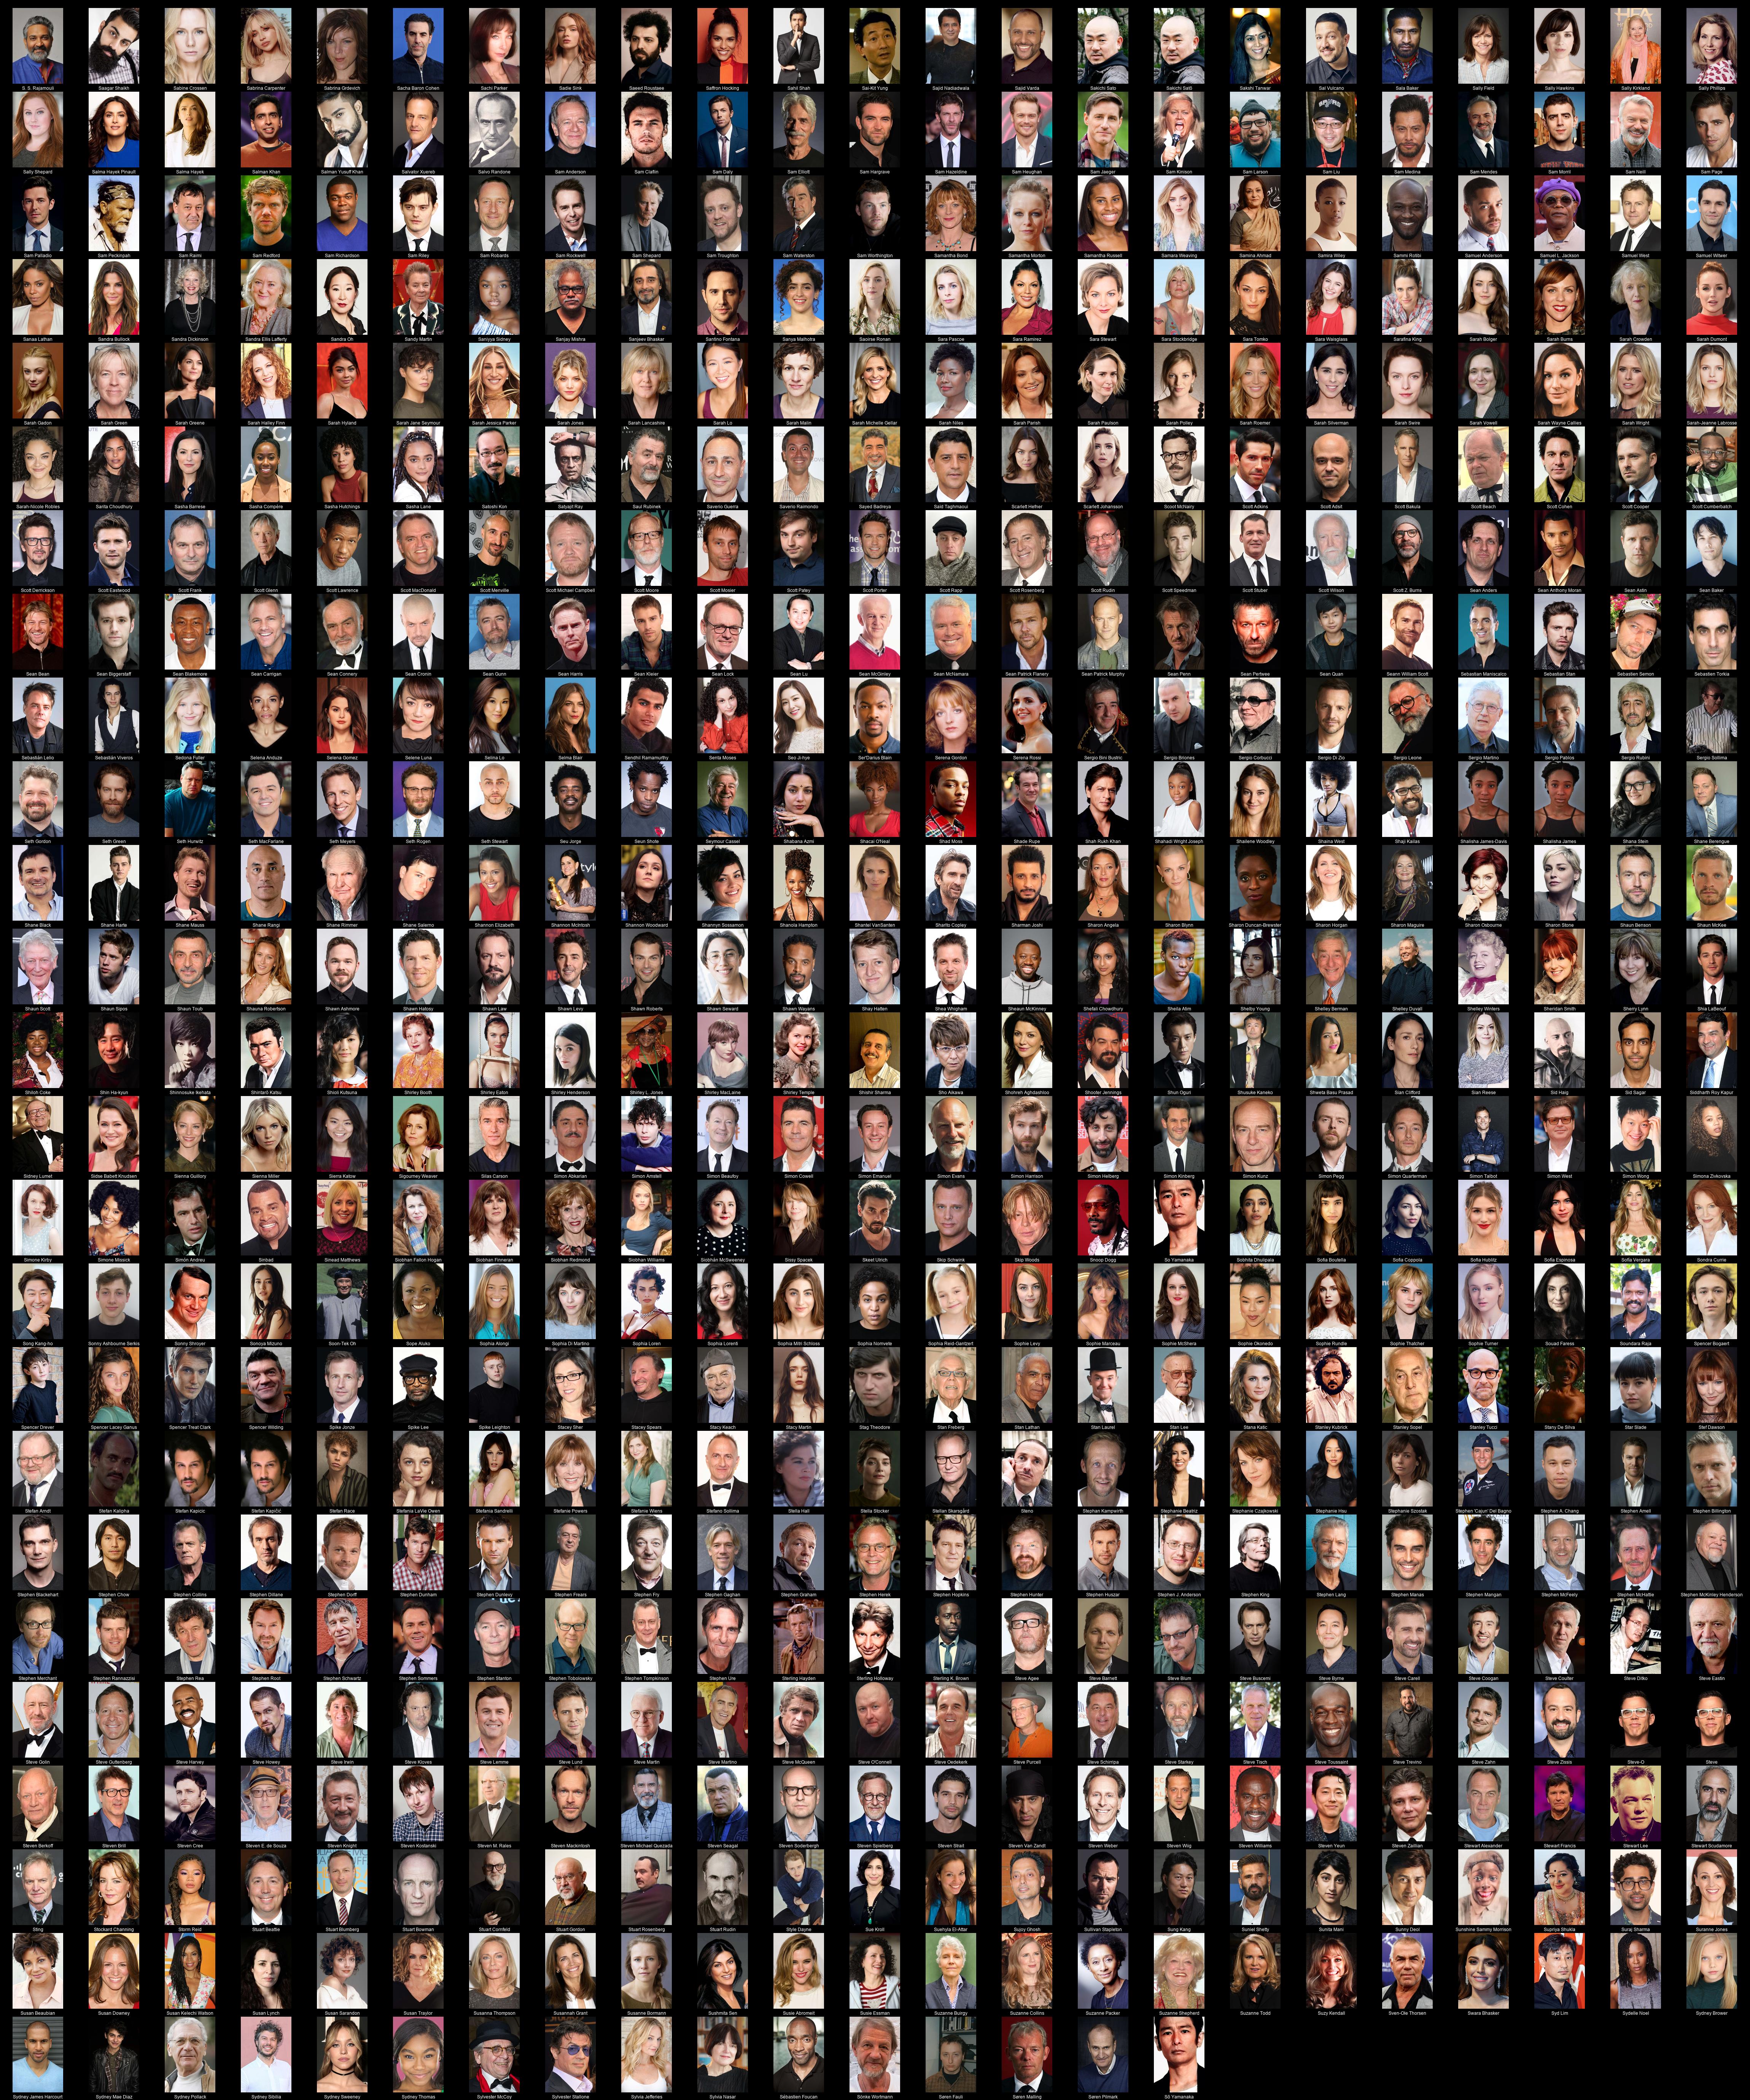 S. S. Rajamouli Saagar Shaikh Sabine Crossen Sabrina Carpenter Sabrina Grdevich Sacha Baron Cohen Sachi Parker Sadie Sink Saeed Roustaee Saffron Hocking Sahil Shah Sai-Kit Yung Sajid Nadiadwala Sajid Varda Sakichi Sato Sakichi Satô Sakshi Tanwar Sal Vulcano Sala Baker Sally Field Sally Hawkins Sally Kirkland Sally Phillips
Sally Shepard Salma Hayek Pinault Salma Hayek Salman Khan Salman Yusuff Khan Salvator Xuereb Salvo Randone Sam Anderson Sam Claflin Sam Daly Sam Elliott Sam Hargrave Sam Hazeldine Sam Heughan Sam Jaeger Sam Kinison Sam Larson Sam Liu Sam Medina Sam Mendes Sam Morril Sam Neill Sam Page
Sam Palladio Sam Peckinpah Sam Raimi Sam Redford Sam Richardson Sam Riley Sam Robards Sam Rockwell Sam Shepard Sam Troughton Sam Waterston Sam Worthington Samantha Bond Samantha Morton Samantha Russell Samara Weaving Samina Ahmad Samira Wiley Sammi Rotibi Samuel Anderson Samuel L. Jackson Samuel West Samuel Witwer
Sanaa Lathan Sandra Bullock Sandra Dickinson Sandra Ellis Lafferty Sandra Oh Sandy Martin Saniyya Sidney Sanjay Mishra Sanjeev Bhaskar Santino Fontana Sanya Malhotra Saoirse Ronan Sara Pascoe Sara Ramirez Sara Stewart Sara Stockbridge Sara Tomko Sara Waisglass Sarafina King Sarah Bolger Sarah Burns Sarah Crowden Sarah Dumont
Sarah Gadon Sarah Green Sarah Greene Sarah Halley Finn Sarah Hyland Sarah Jane Seymour Sarah Jessica Parker Sarah Jones Sarah Lancashire Sarah Lo Sarah Malin Sarah Michelle Gellar Sarah Niles Sarah Parish Sarah Paulson Sarah Polley Sarah Roemer Sarah Silverman Sarah Swire Sarah Vowell Sarah Wayne Callies Sarah Wright Sarah-Jeanne Labrosse
Sarah-Nicole Robles Sarita Choudhury Sasha Barrese Sasha Compère Sasha Hutchings Sasha Lane Satoshi Kon Satyajit Ray Saul Rubinek Saverio Guerra Saverio Raimondo Sayed Badreya Saïd Taghmaoui Scarlett Hefner Scarlett Johansson Scoot McNairy Scott Adkins Scott Adsit Scott Bakula Scott Beach Scott Cohen Scott Cooper Scott Cumberbatch
Scott Derrickson Scott Eastwood Scott Frank Scott Glenn Scott Lawrence Scott MacDonald Scott Menville Scott Michael Campbell Scott Moore Scott Mosier Scott Paley Scott Porter Scott Rapp Scott Rosenberg Scott Rudin Scott Speedman Scott Stuber Scott Wilson Scott Z. Burns Sean Anders Sean Anthony Moran Sean Astin Sean Baker
Sean Bean Sean Biggerstaff Sean Blakemore Sean Carrigan Sean Connery Sean Cronin Sean Gunn Sean Harris Sean Kleier Sean Lock Sean Lu Sean McGinley Sean McNamara Sean Patrick Flanery Sean Patrick Murphy Sean Penn Sean Pertwee Sean Quan Seann William Scott Sebastian Maniscalco Sebastian Stan Sebastien Semon Sebastien Torkia
Sebastián Lelio Sebastián Viveros Sedona Fuller Selena Anduze Selena Gomez Selene Luna Selina Lo Selma Blair Sendhil Ramamurthy Senta Moses Seo Ji-hye Ser'Darius Blain Serena Gordon Serena Rossi Sergio Bini Bustric Sergio Briones Sergio Corbucci Sergio Di Zio Sergio Leone Sergio Martino Sergio Pablos Sergio Rubini Sergio Sollima
Seth Gordon Seth Green Seth Hurwitz Seth MacFarlane Seth Meyers Seth Rogen Seth Stewart Seu Jorge Seun Shote Seymour Cassel Shabana Azmi Shacai O'Neal Shad Moss Shade Rupe Shah Rukh Khan Shahadi Wright Joseph Shailene Woodley Shaina West Shaji Kailas Shalisha James-Davis Shalisha James Shana Stein Shane Berengue
Shane Black Shane Harte Shane Mauss Shane Rangi Shane Rimmer Shane Salerno Shannon Elizabeth Shannon McIntosh Shannon Woodward Shannyn Sossamon Shanola Hampton Shantel VanSanten Sharlto Copley Sharman Joshi Sharon Angela Sharon Blynn Sharon Duncan-Brewster Sharon Horgan Sharon Maguire Sharon Osbourne Sharon Stone Shaun Benson Shaun McKee
Shaun Scott Shaun Sipos Shaun Toub Shauna Robertson Shawn Ashmore Shawn Hatosy Shawn Law Shawn Levy Shawn Roberts Shawn Seward Shawn Wayans Shay Hatten Shea Whigham Sheaun McKinney Shefali Chowdhury Sheila Atim Shelby Young Shelley Berman Shelley Duvall Shelley Winters Sheridan Smith Sherry Lynn Shia LaBeouf
Shiloh Coke Shin Ha-kyun Shinnosuke Ikehata Shintarô Katsu Shioli Kutsuna Shirley Booth Shirley Eaton Shirley Henderson Shirley L. Jones Shirley MacLaine Shirley Temple Shishir Sharma Sho Aikawa Shohreh Aghdashloo Shooter Jennings Shun Oguri Shusuke Kaneko Shweta Basu Prasad Sian Clifford Sian Reese Sid Haig Sid Sagar Siddharth Roy Kapur
Sidney Lumet Sidse Babett Knudsen Sienna Guillory Sienna Miller Sierra Katow Sigourney Weaver Silas Carson Simon Abkarian Simon Amstell Simon Beaufoy Simon Cowell Simon Emanuel Simon Evans Simon Harrison Simon Helberg Simon Kinberg Simon Kunz Simon Pegg Simon Quarterman Simon Talbot Simon West Simon Wong Simona Zivkovska
Simone Kirby Simone Missick Simón Andreu Sinbad Sinead Matthews Siobhan Fallon Hogan Siobhan Finneran Siobhan Redmond Siobhan Williams Siobhán McSweeney Sissy Spacek Skeet Ulrich Skip Schwink Skip Woods Snoop Dogg So Yamanaka Sobhita Dhulipala Sofia Boutella Sofia Coppola Sofia Hublitz Sofía Espinosa Sofía Vergara Sondra Currie
Song Kang-ho Sonny Ashbourne Serkis Sonny Shroyer Sonoya Mizuno Soon-Tek Oh Sope Aluko Sophia Alongi Sophia Di Martino Sophia Loren Sophia Lorenti Sophia Mitri Schloss Sophia Nomvete Sophia Reid-Gantzert Sophie Levy Sophie Marceau Sophie McShera Sophie Okonedo Sophie Rundle Sophie Thatcher Sophie Turner Souad Faress Soundara Raja Spencer Bogaert
Spencer Drever Spencer Lacey Ganus Spencer Treat Clark Spencer Wilding Spike Jonze Spike Lee Spike Leighton Stacey Sher Stacey Spears Stacy Keach Stacy Martin Stag Theodore Stan Freberg Stan Lathan Stan Laurel Stan Lee Stana Katic Stanley Kubrick Stanley Sopel Stanley Tucci Stany De Silva Star Slade Stef Dawson
Stefan Arndt Stefan Kalipha Stefan Kapicic Stefan Kapičić Stefan Race Stefania LaVie Owen Stefania Sandrelli Stefanie Powers Stefanie Wiens Stefano Sollima Stella Hall Stella Stocker Stellan Skarsgård Steno Stephan Kampwirth Stephanie Beatriz Stephanie Czajkowski Stephanie Hsu Stephanie Szostak Stephen 'Cajun' Del Bagno Stephen A. Chang Stephen Amell Stephen Billington
Stephen Blackehart Stephen Chow Stephen Collins Stephen Dillane Stephen Dorff Stephen Dunham Stephen Dunlevy Stephen Frears Stephen Fry Stephen Gaghan Stephen Graham Stephen Herek Stephen Hopkins Stephen Hunter Stephen Huszar Stephen J. Anderson Stephen King Stephen Lang Stephen Manas Stephen Mangan Stephen McFeely Stephen McHattie Stephen McKinley Henderson
Stephen Merchant Stephen Rannazzisi Stephen Rea Stephen Root Stephen Schwartz Stephen Sommers Stephen Stanton Stephen Tobolowsky Stephen Tompkinson Stephen Ure Sterling Hayden Sterling Holloway Sterling K. Brown Steve Agee Steve Barnett Steve Blum Steve Buscemi Steve Byrne Steve Carell Steve Coogan Steve Coulter Steve Ditko Steve Eastin
Steve Golin Steve Guttenberg Steve Harvey Steve Howey Steve Irwin Steve Kloves Steve Lemme Steve Lund Steve Martin Steve Martino Steve McQueen Steve O'Connell Steve Oedekerk Steve Purcell Steve Schirripa Steve Starkey Steve Tisch Steve Toussaint Steve Trevino Steve Zahn Steve Zissis Steve-O Steve
Steven Berkoff Steven Brill Steven Cree Steven E. de Souza Steven Knight Steven Kostanski Steven M. Rales Steven Mackintosh Steven Michael Quezada Steven Seagal Steven Soderbergh Steven Spielberg Steven Strait Steven Van Zandt Steven Weber Steven Wiig Steven Williams Steven Yeun Steven Zaillian Stewart Alexander Stewart Francis Stewart Lee Stewart Scudamore
Sting Stockard Channing Storm Reid Stuart Beattie Stuart Blumberg Stuart Bowman Stuart Cornfeld Stuart Gordon Stuart Rosenberg Stuart Rudin Style Dayne Sue Kroll Suehyla El-Attar Sujoy Ghosh Sullivan Stapleton Sung Kang Suniel Shetty Sunita Mani Sunny Deol Sunshine Sammy Morrison Supriya Shukla Suraj Sharma Suranne Jones
Susan Beaubian Susan Downey Susan Kelechi Watson Susan Lynch Susan Sarandon Susan Traylor Susanna Thompson Susannah Grant Susanne Bormann Sushmita Sen Susie Abromeit Susie Essman Suzanne Buirgy Suzanne Collins Suzanne Packer Suzanne Shepherd Suzanne Todd Suzy Kendall Sven-Ole Thorsen Swara Bhasker Syd Lim Sydelle Noel Sydney Brower
Sydney James Harcourt Sydney Mae Diaz Sydney Pollack Sydney Sibilia Sydney Sweeney Sydney Thomas Sylvester McCoy Sylvester Stallone Sylvia Jefferies Sylvia Nasar Sébastien Foucan Sönke Wortmann Søren Fauli Søren Malling Søren Pilmark Sô Yamanaka